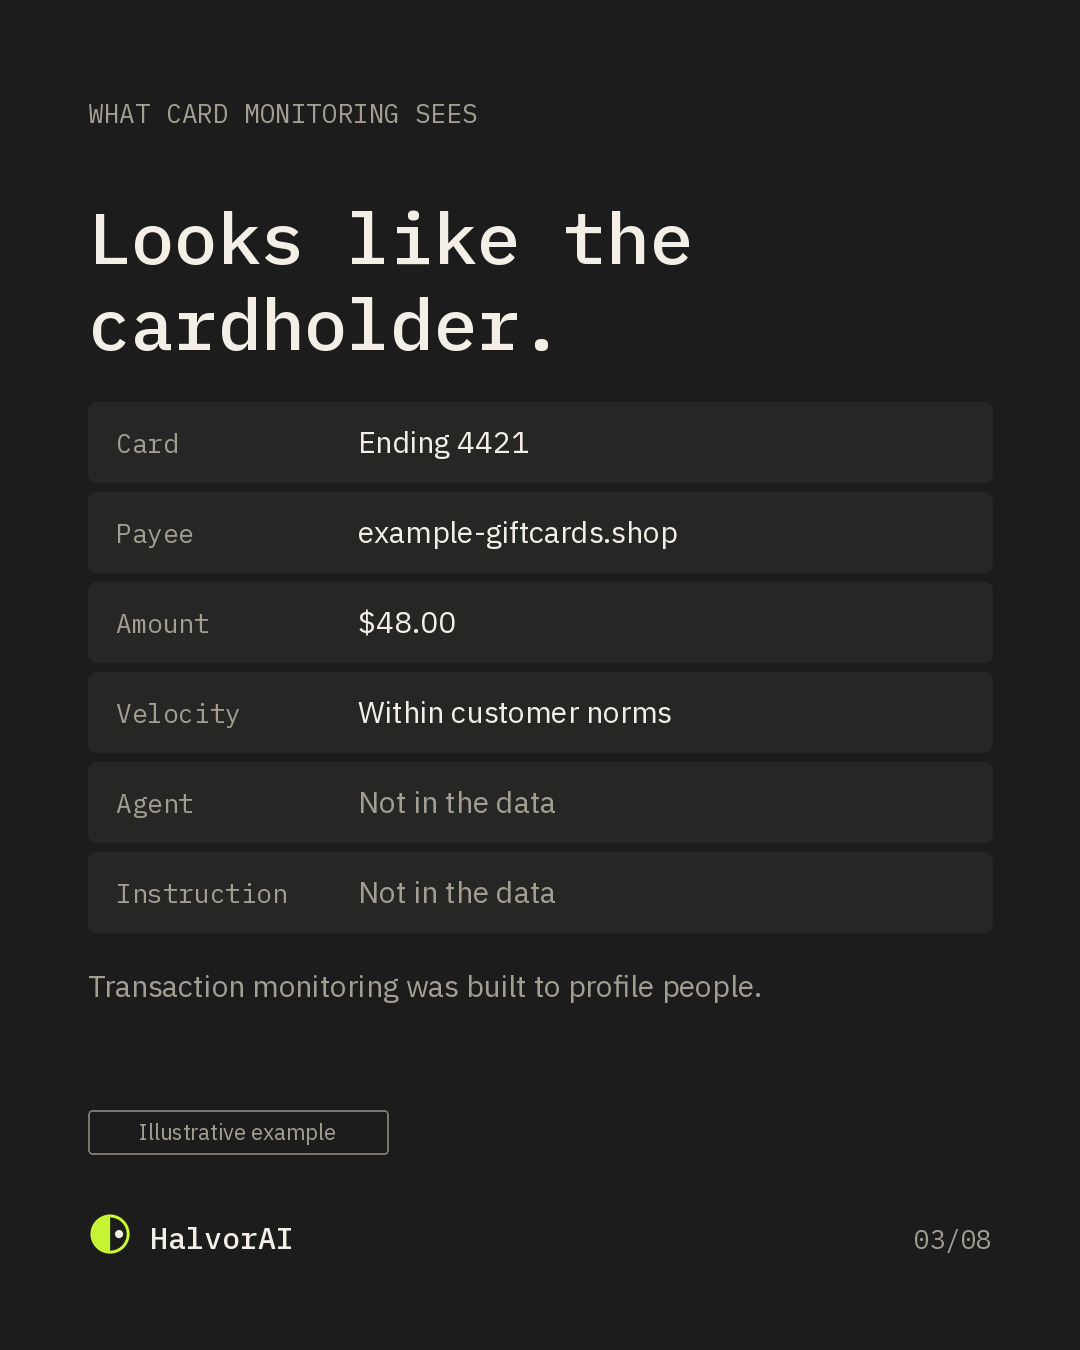 WHAT CARD MONITORING SEES
Looks like the
cardholder.
Card Ending 4421
Payee example-giftcards.shop
Amount $48.00
Velocity Within customer norms
Agent Not in the data
Instruction Not in the data
Transaction monitoring was built to profile people.
Illustrative example
HalvorAI 03/08